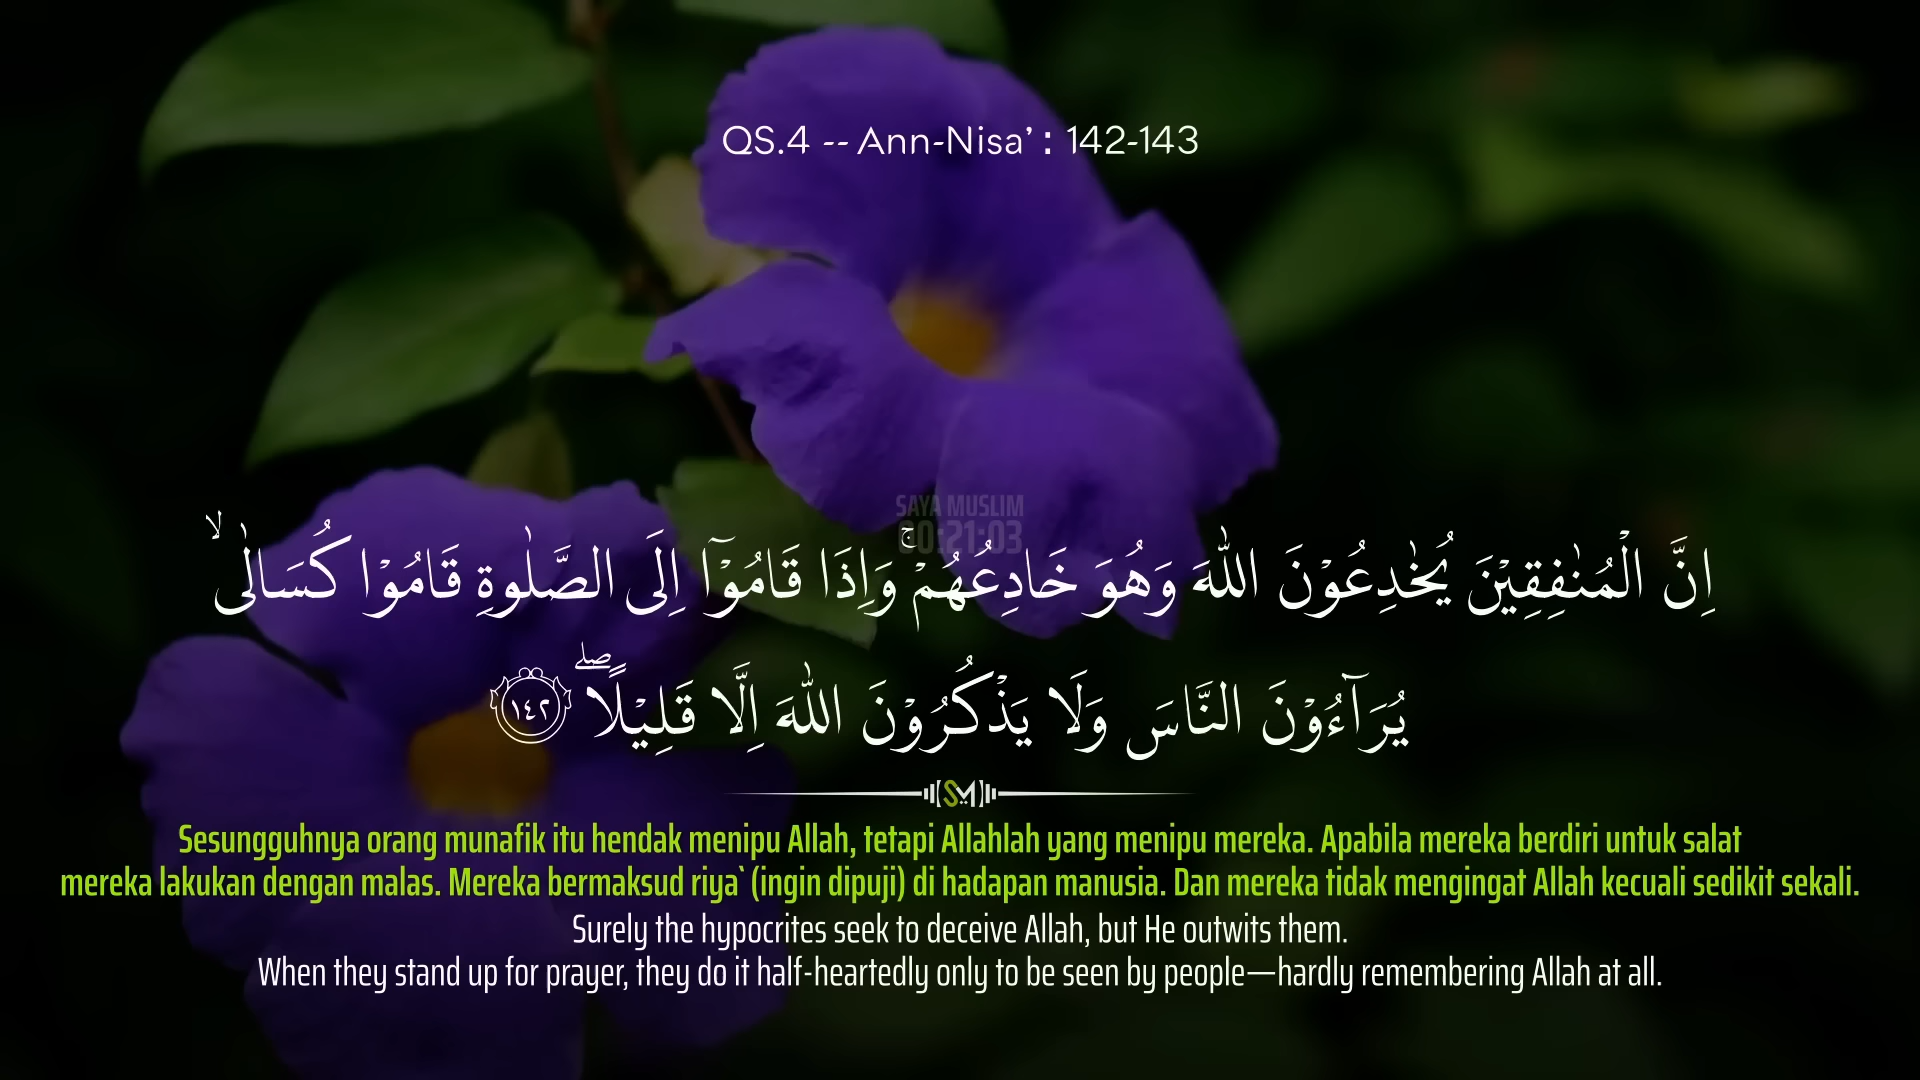 QS.4 -- Ann-Nisa' : 142-143
SAYA MUSLIM
00:21:03
اِنَّ الْمُنٰفِقِيْنَ يُخٰدِعُوْنَ اللّٰهَ وَهُوَ خَادِعُهُمْۚ وَاِذَا قَامُوْٓا اِلَى الصَّلٰوةِ قَامُوْا كُسَالٰىۙ
يُرَاۤءُوْنَ النَّاسَ وَلَا يَذْكُرُوْنَ اللّٰهَ اِلَّا قَلِيْلًاۖ ١٤٢
SM
Sesungguhnya orang munafik itu hendak menipu Allah, tetapi Allahlah yang menipu mereka. Apabila mereka berdiri untuk salat
mereka lakukan dengan malas. Mereka bermaksud riya` (ingin dipuji) di hadapan manusia. Dan mereka tidak mengingat Allah kecuali sedikit sekali.
Surely the hypocrites seek to deceive Allah, but He outwits them.
When they stand up for prayer, they do it half-heartedly only to be seen by people—hardly remembering Allah at all.